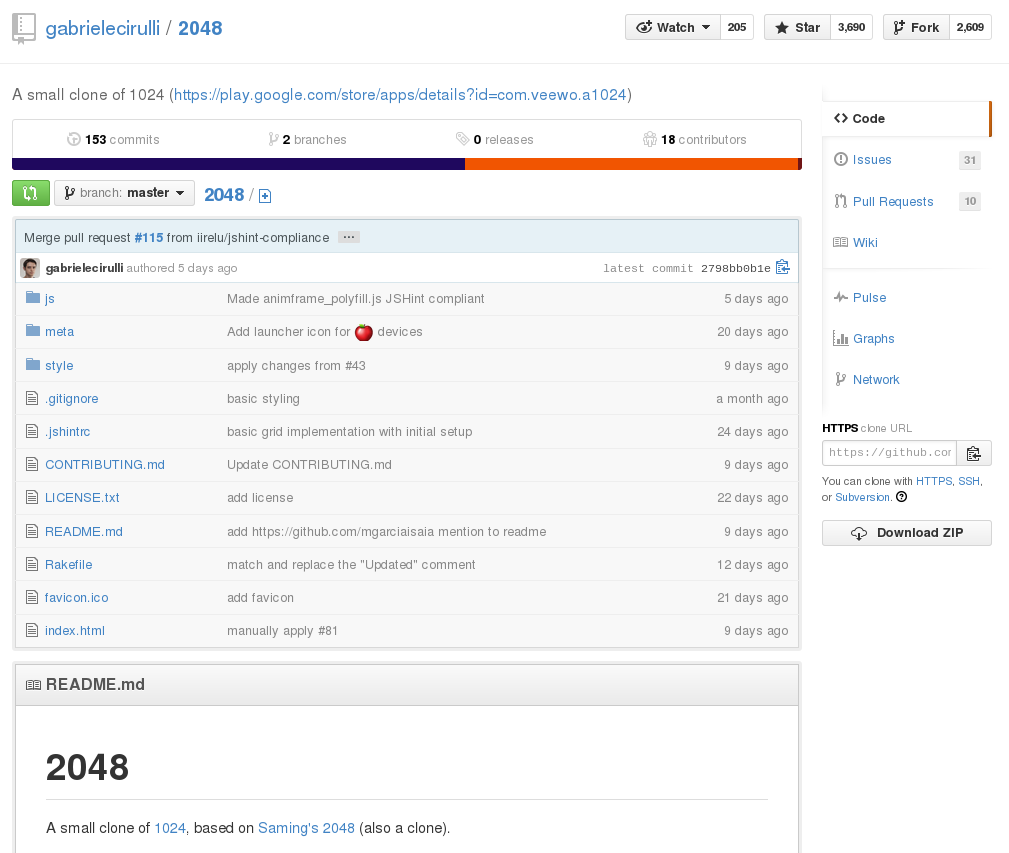 gabrielecirulli / 2048
Watch 205 Star 3,690 Fork 2,609
A small clone of 1024 (https://play.google.com/store/apps/details?id=com.veewo.a1024)
153 commits 2 branches 0 releases 18 contributors
branch: master 2048 /
Merge pull request #115 from iirelu/jshint-compliance ...
gabrielecirulli authored 5 days ago latest commit 2798bb0b1e
js Made animframe_polyfill.js JSHint compliant 5 days ago
meta Add launcher icon for 🍎 devices 20 days ago
style apply changes from #43 9 days ago
.gitignore basic styling a month ago
.jshintrc basic grid implementation with initial setup 24 days ago
CONTRIBUTING.md Update CONTRIBUTING.md 9 days ago
LICENSE.txt add license 22 days ago
README.md add https://github.com/mgarciaisaia mention to readme 9 days ago
Rakefile match and replace the "Updated" comment 12 days ago
favicon.ico add favicon 21 days ago
index.html manually apply #81 9 days ago
README.md
2048
A small clone of 1024, based on Saming's 2048 (also a clone).
Code
Issues 31
Pull Requests 10
Wiki
Pulse
Graphs
Network
HTTPS clone URL
https://github.con
You can clone with HTTPS, SSH,
or Subversion.
Download ZIP